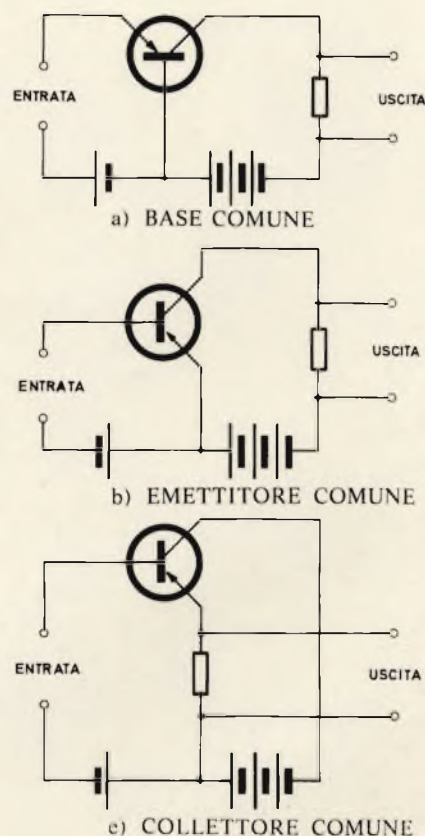 ENTRATA
USCITA
a) BASE COMUNE
ENTRATA
USCITA
b) EMETTITORE COMUNE
ENTRATA
USCITA
c) COLLETTORE COMUNE